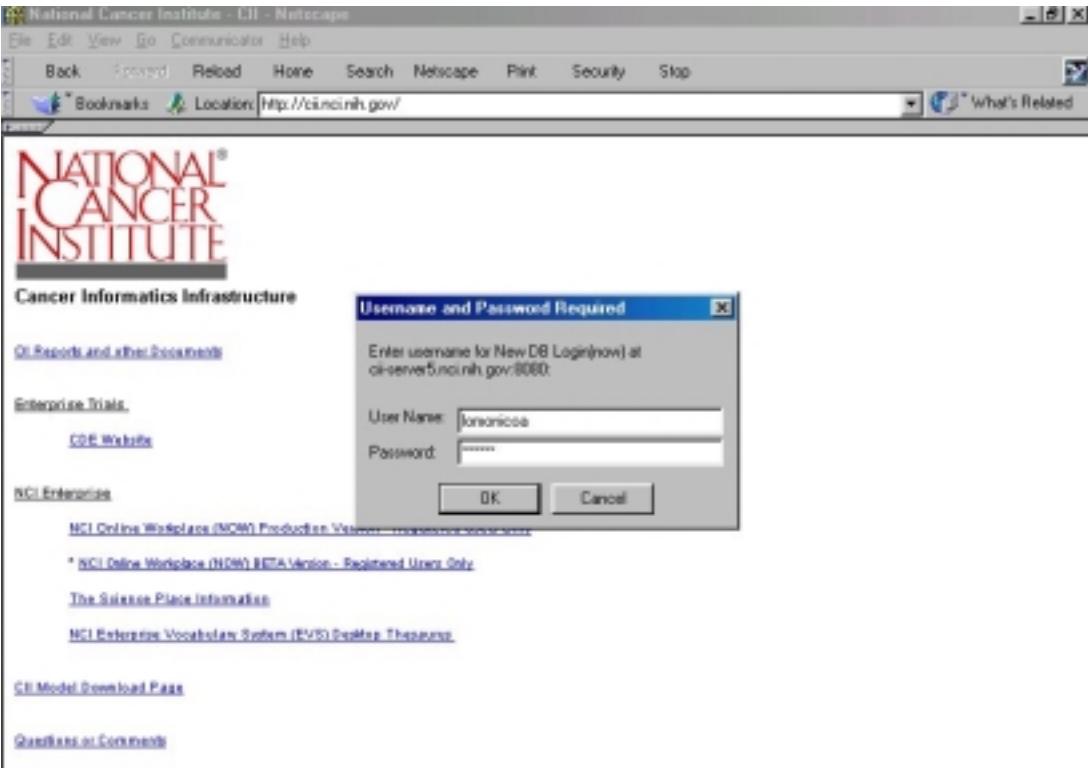 National Cancer Institute - CII - Netscape
File Edit View Go Communicator Help
Back Forward Reload Home Search Netscape Print Security Stop
Bookmarks Location: http://cii.nci.nih.gov/ What's Related
NATIONAL®
CANCER
INSTITUTE
Cancer Informatics Infrastructure
Reports and other Documents
Enterprise Trials
CDE Website
NCI Enterprise
NCI Online Workplace (NOW) Production Version - Registered Users Only
* NCI Online Workplace (NOW) BETA Version - Registered Users Only
The Science Place Information
NCI Enterprise Vocabulary System (EVS) Desktop Thesaurus
CII Model Download Page
Questions or Comments
Username and Password Required
Enter username for New DB Login(now) at
cii-server5.nci.nih.gov:8080:
User Name: lomonicoa
Password: *******
OK Cancel